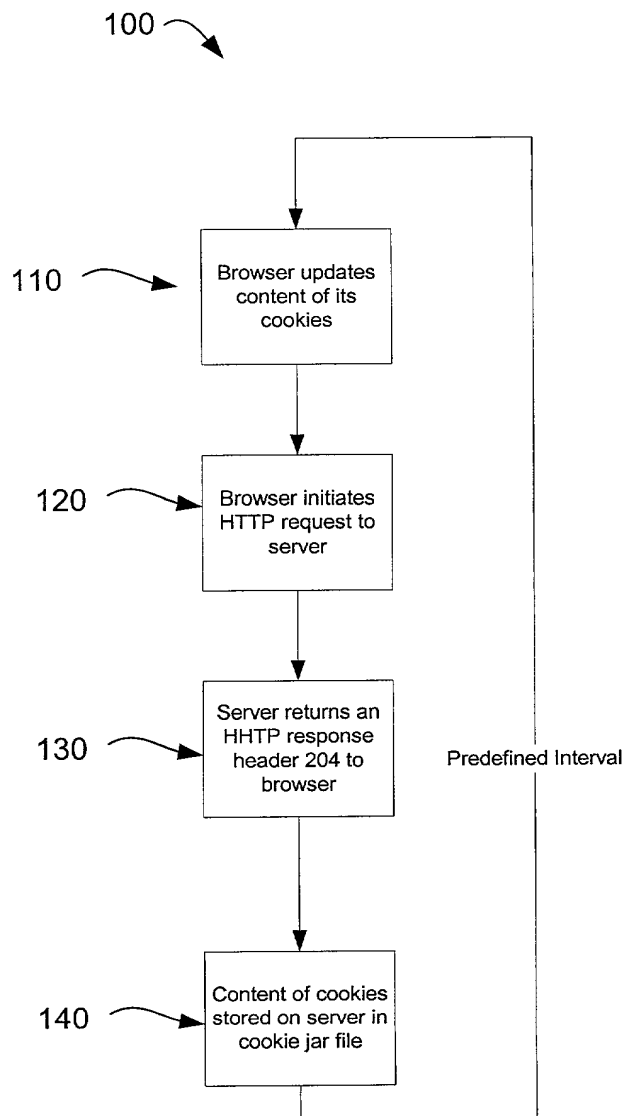 100
110
Browser updates
content of its
cookies
120
Browser initiates
HTTP request to
server
130
Server returns an
HHTP response
header 204 to
browser
Predefined Interval
140
Content of cookies
stored on server in
cookie jar file